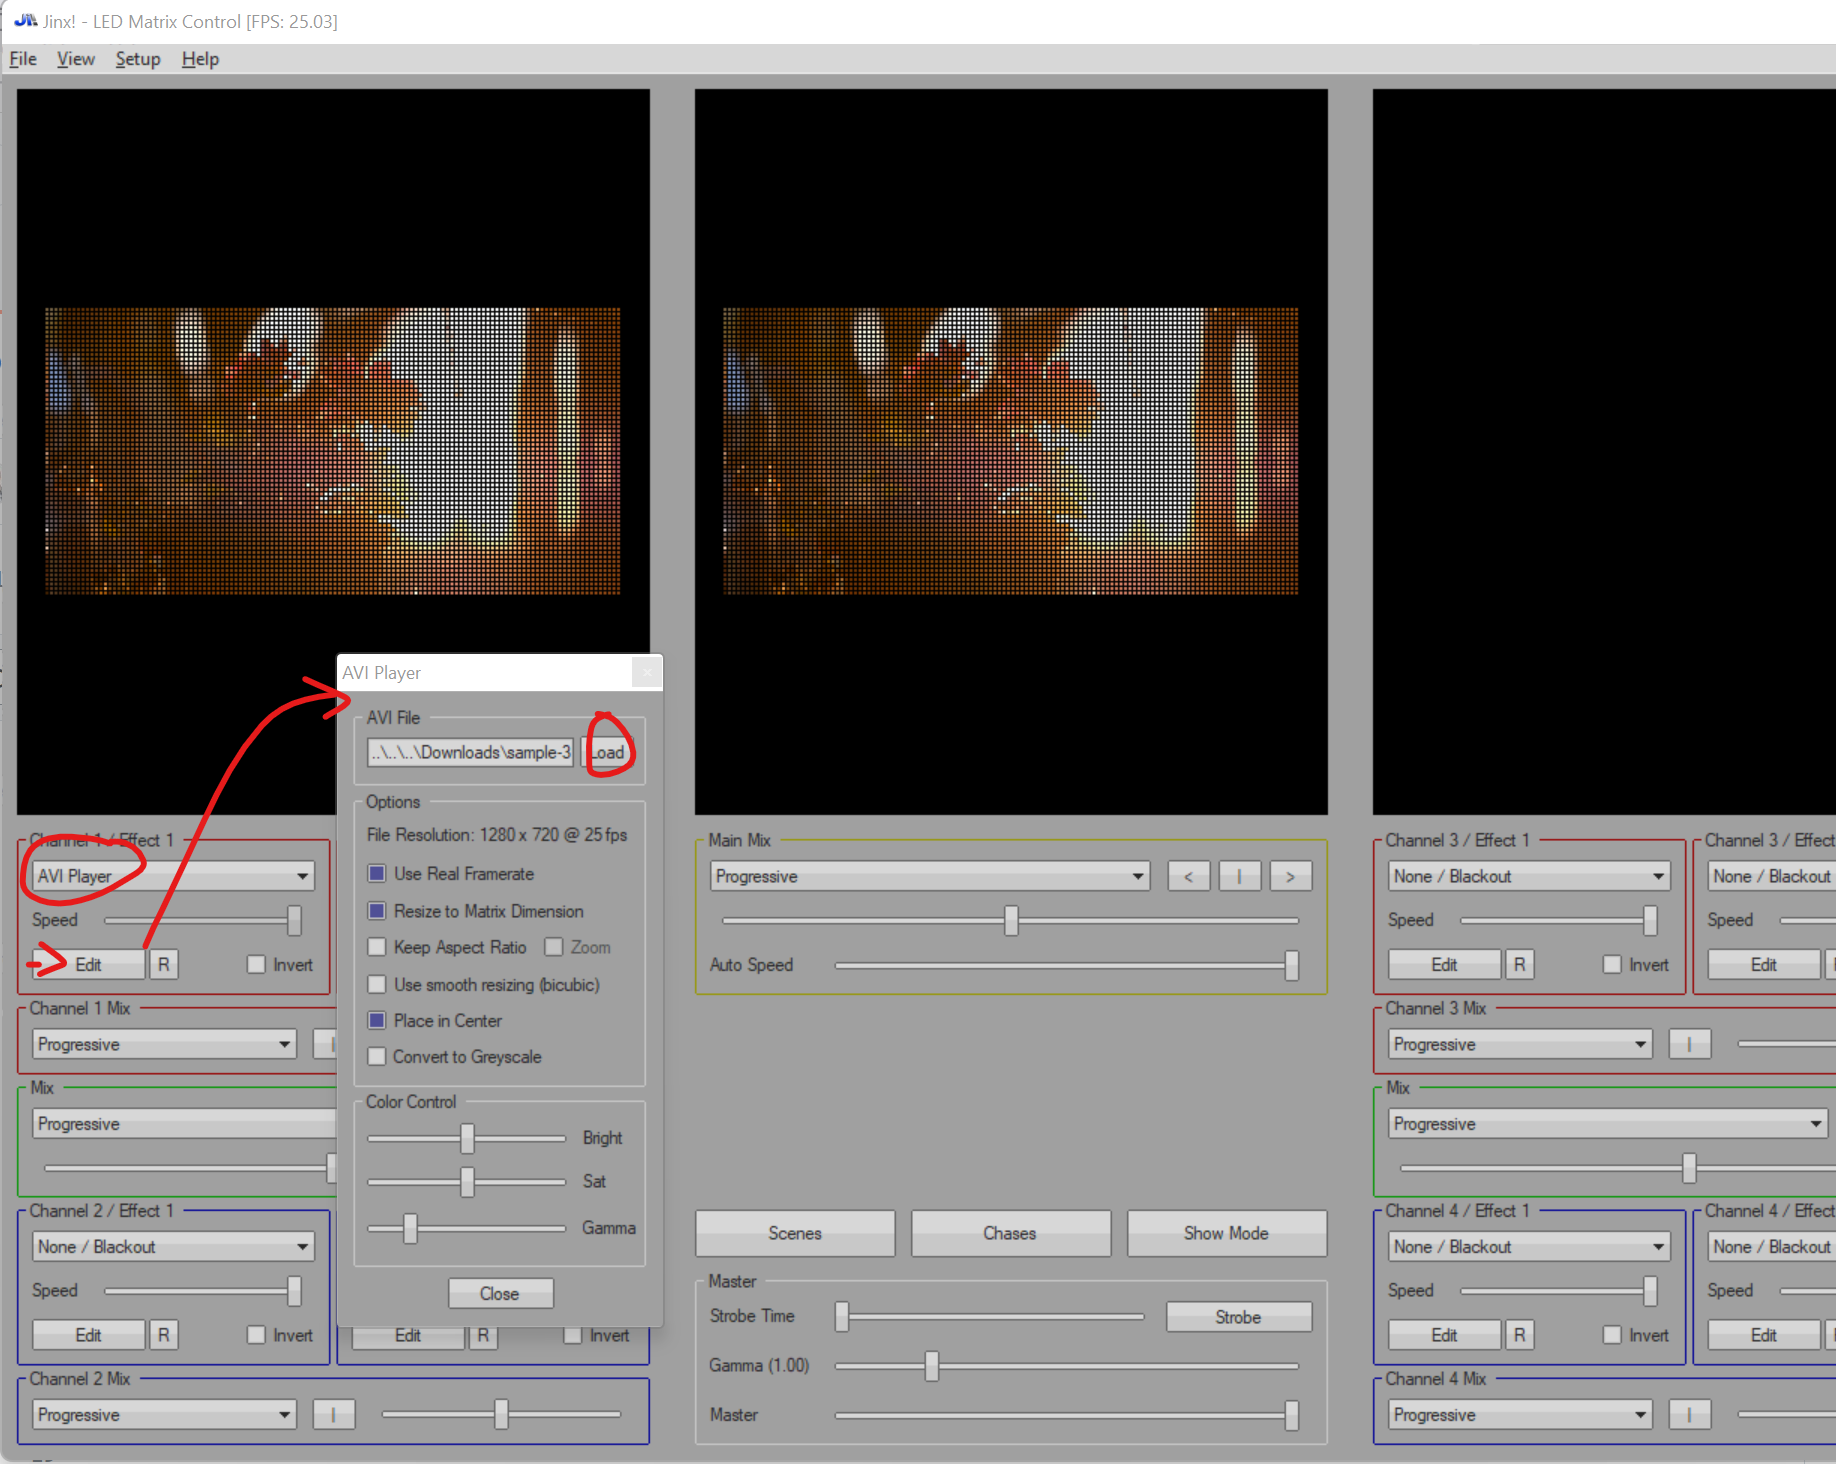 Jinx! - LED Matrix Control [FPS: 25.03]
File View Setup Help
AVI Player
AVI File
..\..\..\Downloads\sample-3
Load
Options
File Resolution: 1280 x 720 @ 25 fps
Use Real Framerate
Resize to Matrix Dimension
Keep Aspect Ratio Zoom
Use smooth resizing (bicubic)
Place in Center
Convert to Greyscale
Color Control
Bright
Sat
Gamma
Close
Channel 1 / Effect 1
AVI Player
Speed
Edit R Invert
Channel 1 Mix
Progressive |
Mix
Progressive
Channel 2 / Effect 1
None / Blackout
Speed
Edit R Invert
Edit R Invert
Channel 2 Mix
Progressive |
Main Mix
Progressive < | >
Auto Speed
Scenes Chases Show Mode
Master
Strobe Time Strobe
Gamma (1.00)
Master
Channel 3 / Effect 1 Channel 3 / Effect
None / Blackout None / Blackout
Speed Speed
Edit R Invert Edit
Channel 3 Mix
Progressive |
Mix
Progressive
Channel 4 / Effect 1 Channel 4 / Effect
None / Blackout None / Blackout
Speed Speed
Edit R Invert Edit
Channel 4 Mix
Progressive |